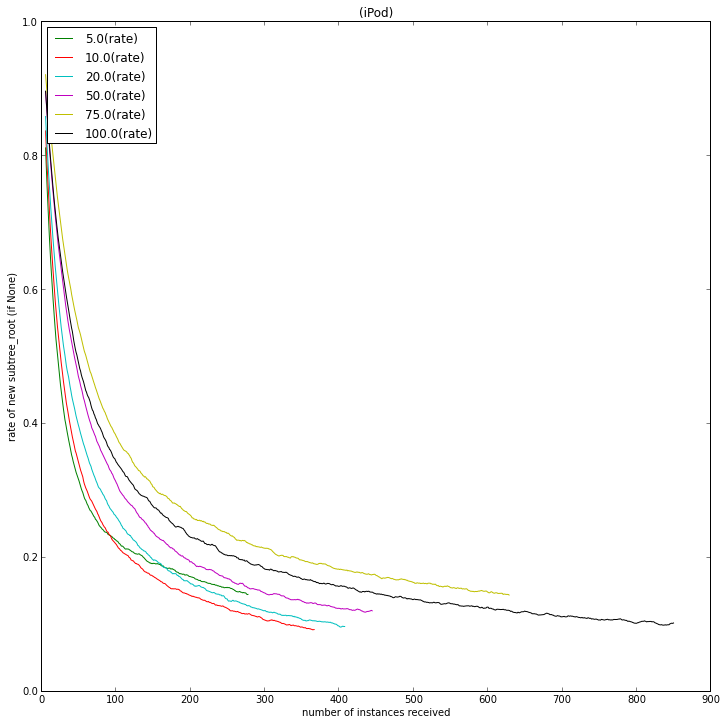 (iPod)
5.0(rate)
10.0(rate)
20.0(rate)
50.0(rate)
75.0(rate)
100.0(rate)
1.0
0.8
0.6
0.4
0.2
0.0
rate of new subtree_root (if None)
0 100 200 300 400 500 600 700 800 900
number of instances received